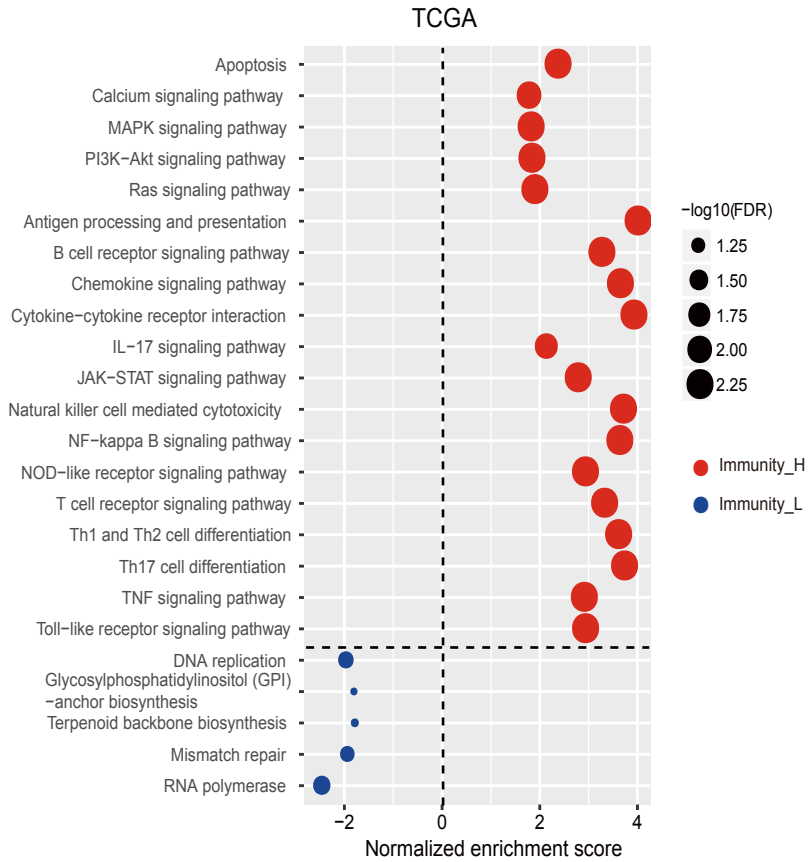 TCGA
Apoptosis
Calcium signaling pathway
MAPK signaling pathway
PI3K−Akt signaling pathway
Ras signaling pathway
Antigen processing and presentation
B cell receptor signaling pathway
Chemokine signaling pathway
Cytokine−cytokine receptor interaction
IL−17 signaling pathway
JAK−STAT signaling pathway
Natural killer cell mediated cytotoxicity
NF−kappa B signaling pathway
NOD−like receptor signaling pathway
T cell receptor signaling pathway
Th1 and Th2 cell differentiation
Th17 cell differentiation
TNF signaling pathway
Toll−like receptor signaling pathway
DNA replication
Glycosylphosphatidylinositol (GPI)
−anchor biosynthesis
Terpenoid backbone biosynthesis
Mismatch repair
RNA polymerase
−2 0 2 4
Normalized enrichment score
−log10(FDR)
1.25
1.50
1.75
2.00
2.25
Immunity_H
Immunity_L